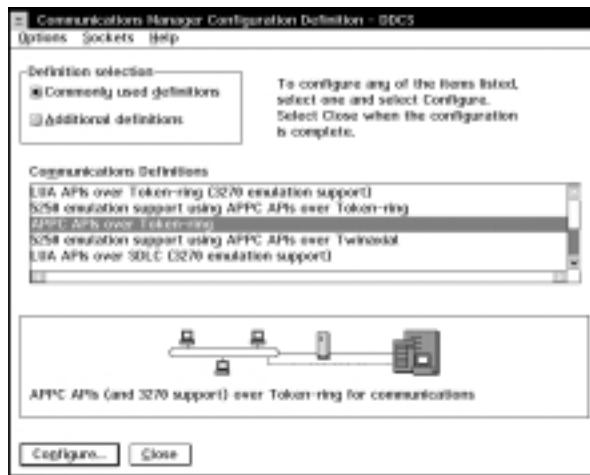 Communications Manager Configuration Definition - DDCS
Options Sockets Help
Definition selection
Commonly used definitions
Additional definitions
To configure any of the items listed,
select one and select Configure.
Select Close when the configuration
is complete.
Communications Definitions
LUA APIs over Token-ring (3270 emulation support)
5250 emulation support using APPC APIs over Token-ring
APPC APIs over Token-ring
5250 emulation support using APPC APIs over Twinaxial
LUA APIs over SDLC (3270 emulation support)
APPC APIs (and 3270 support) over Token-ring for communications
Configure... Close